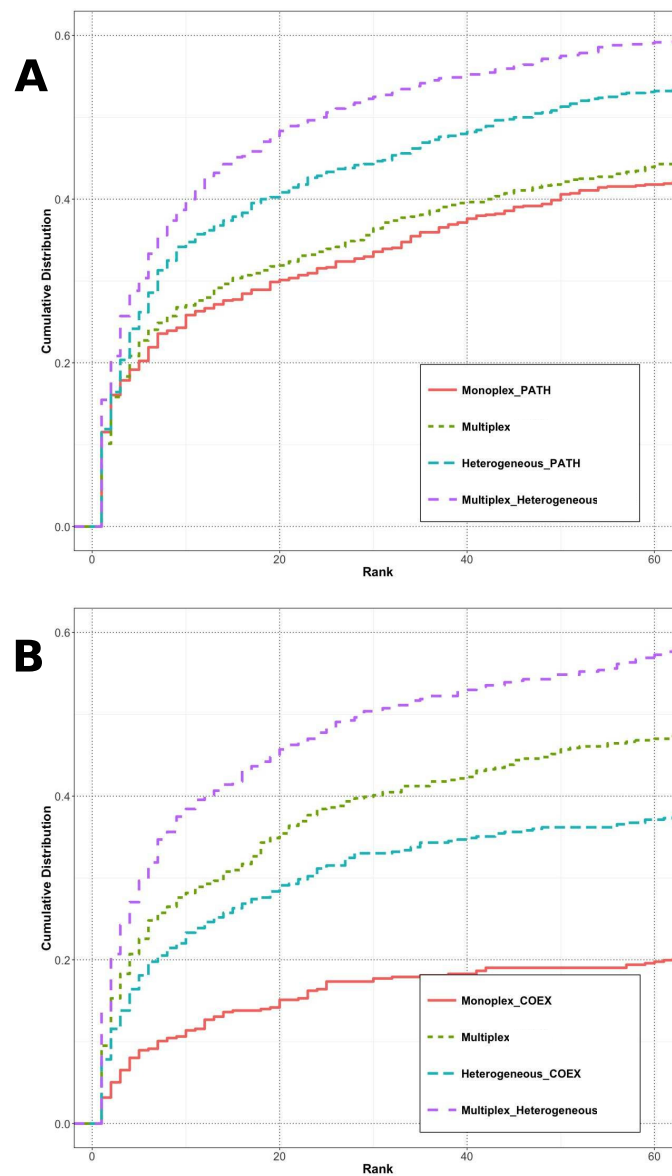 A
0.6
0.4
0.2
0.0
Cumulative Distribution
Monoplex_PATH
Multiplex
Heterogeneous_PATH
Multiplex_Heterogeneous
0 20 40 60
Rank
B
0.6
0.4
0.2
0.0
Cumulative Distribution
Monoplex_COEX
Multiplex
Heterogeneous_COEX
Multiplex_Heterogeneous
0 20 40 60
Rank